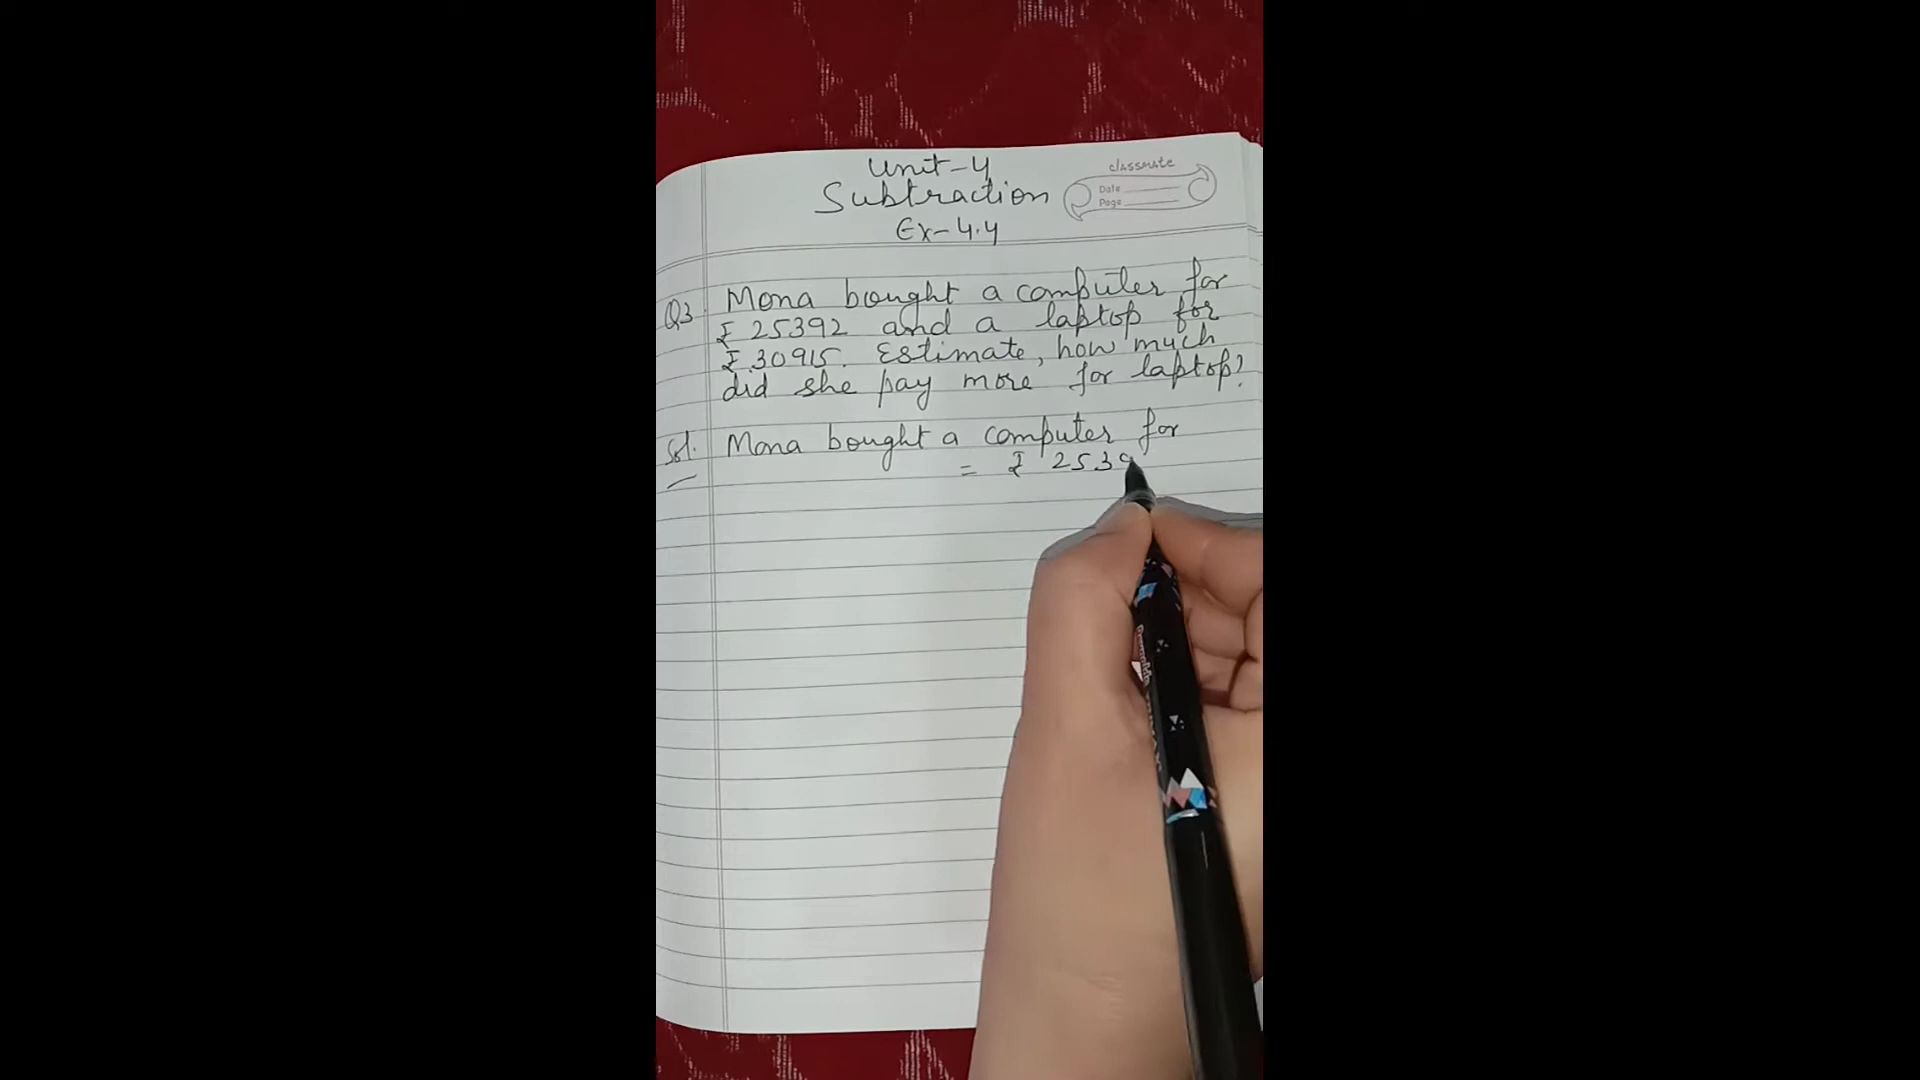 Unit-4
classmate
Subtraction
Date
Page
Ex-4.4
Q3. Mona bought a computer for
₹ 25392 and a laptop for
₹ 30915. Estimate, how much
did she pay more for laptop?
Sol. Mona bought a computer for
= ₹ 2539